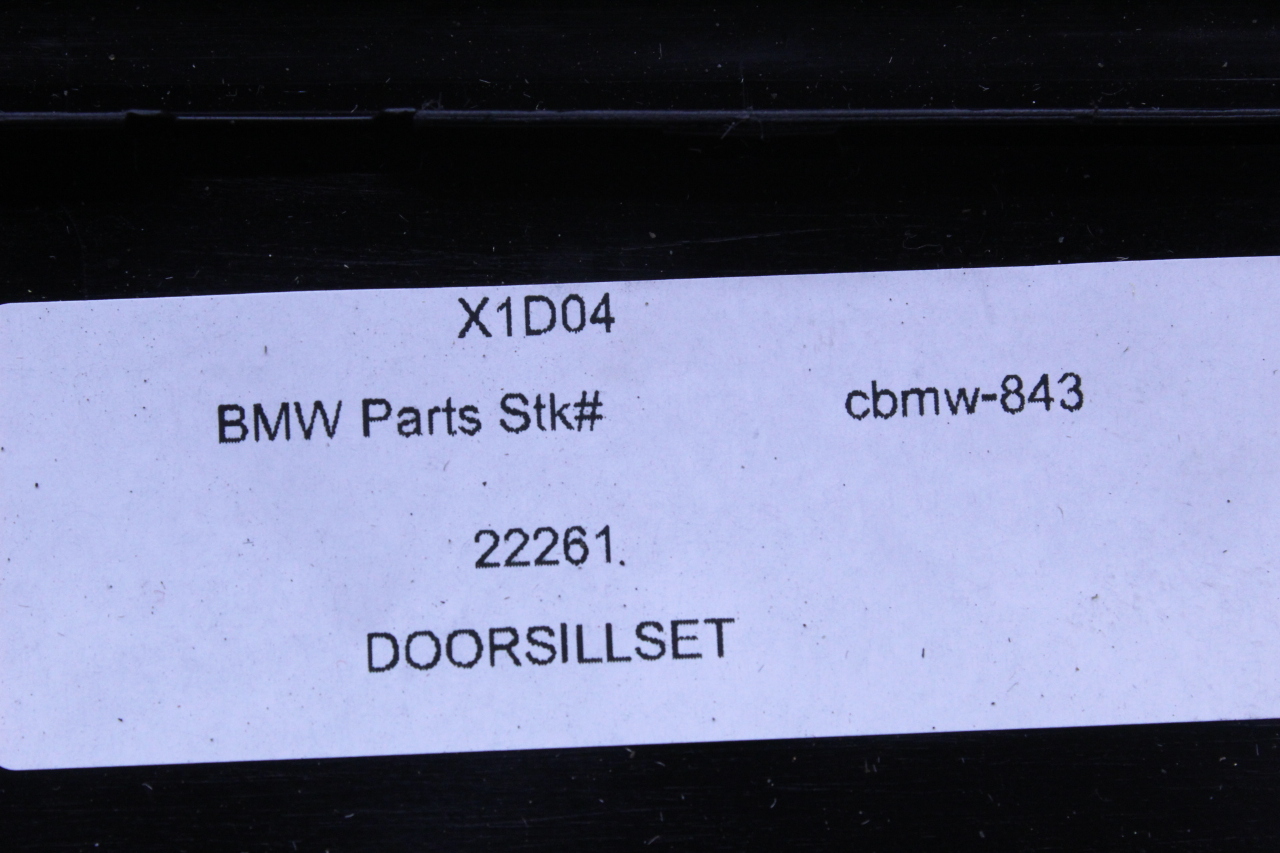 X1D04
BMW Parts Stk# cbmw-843
22261.
DOORSILLSET